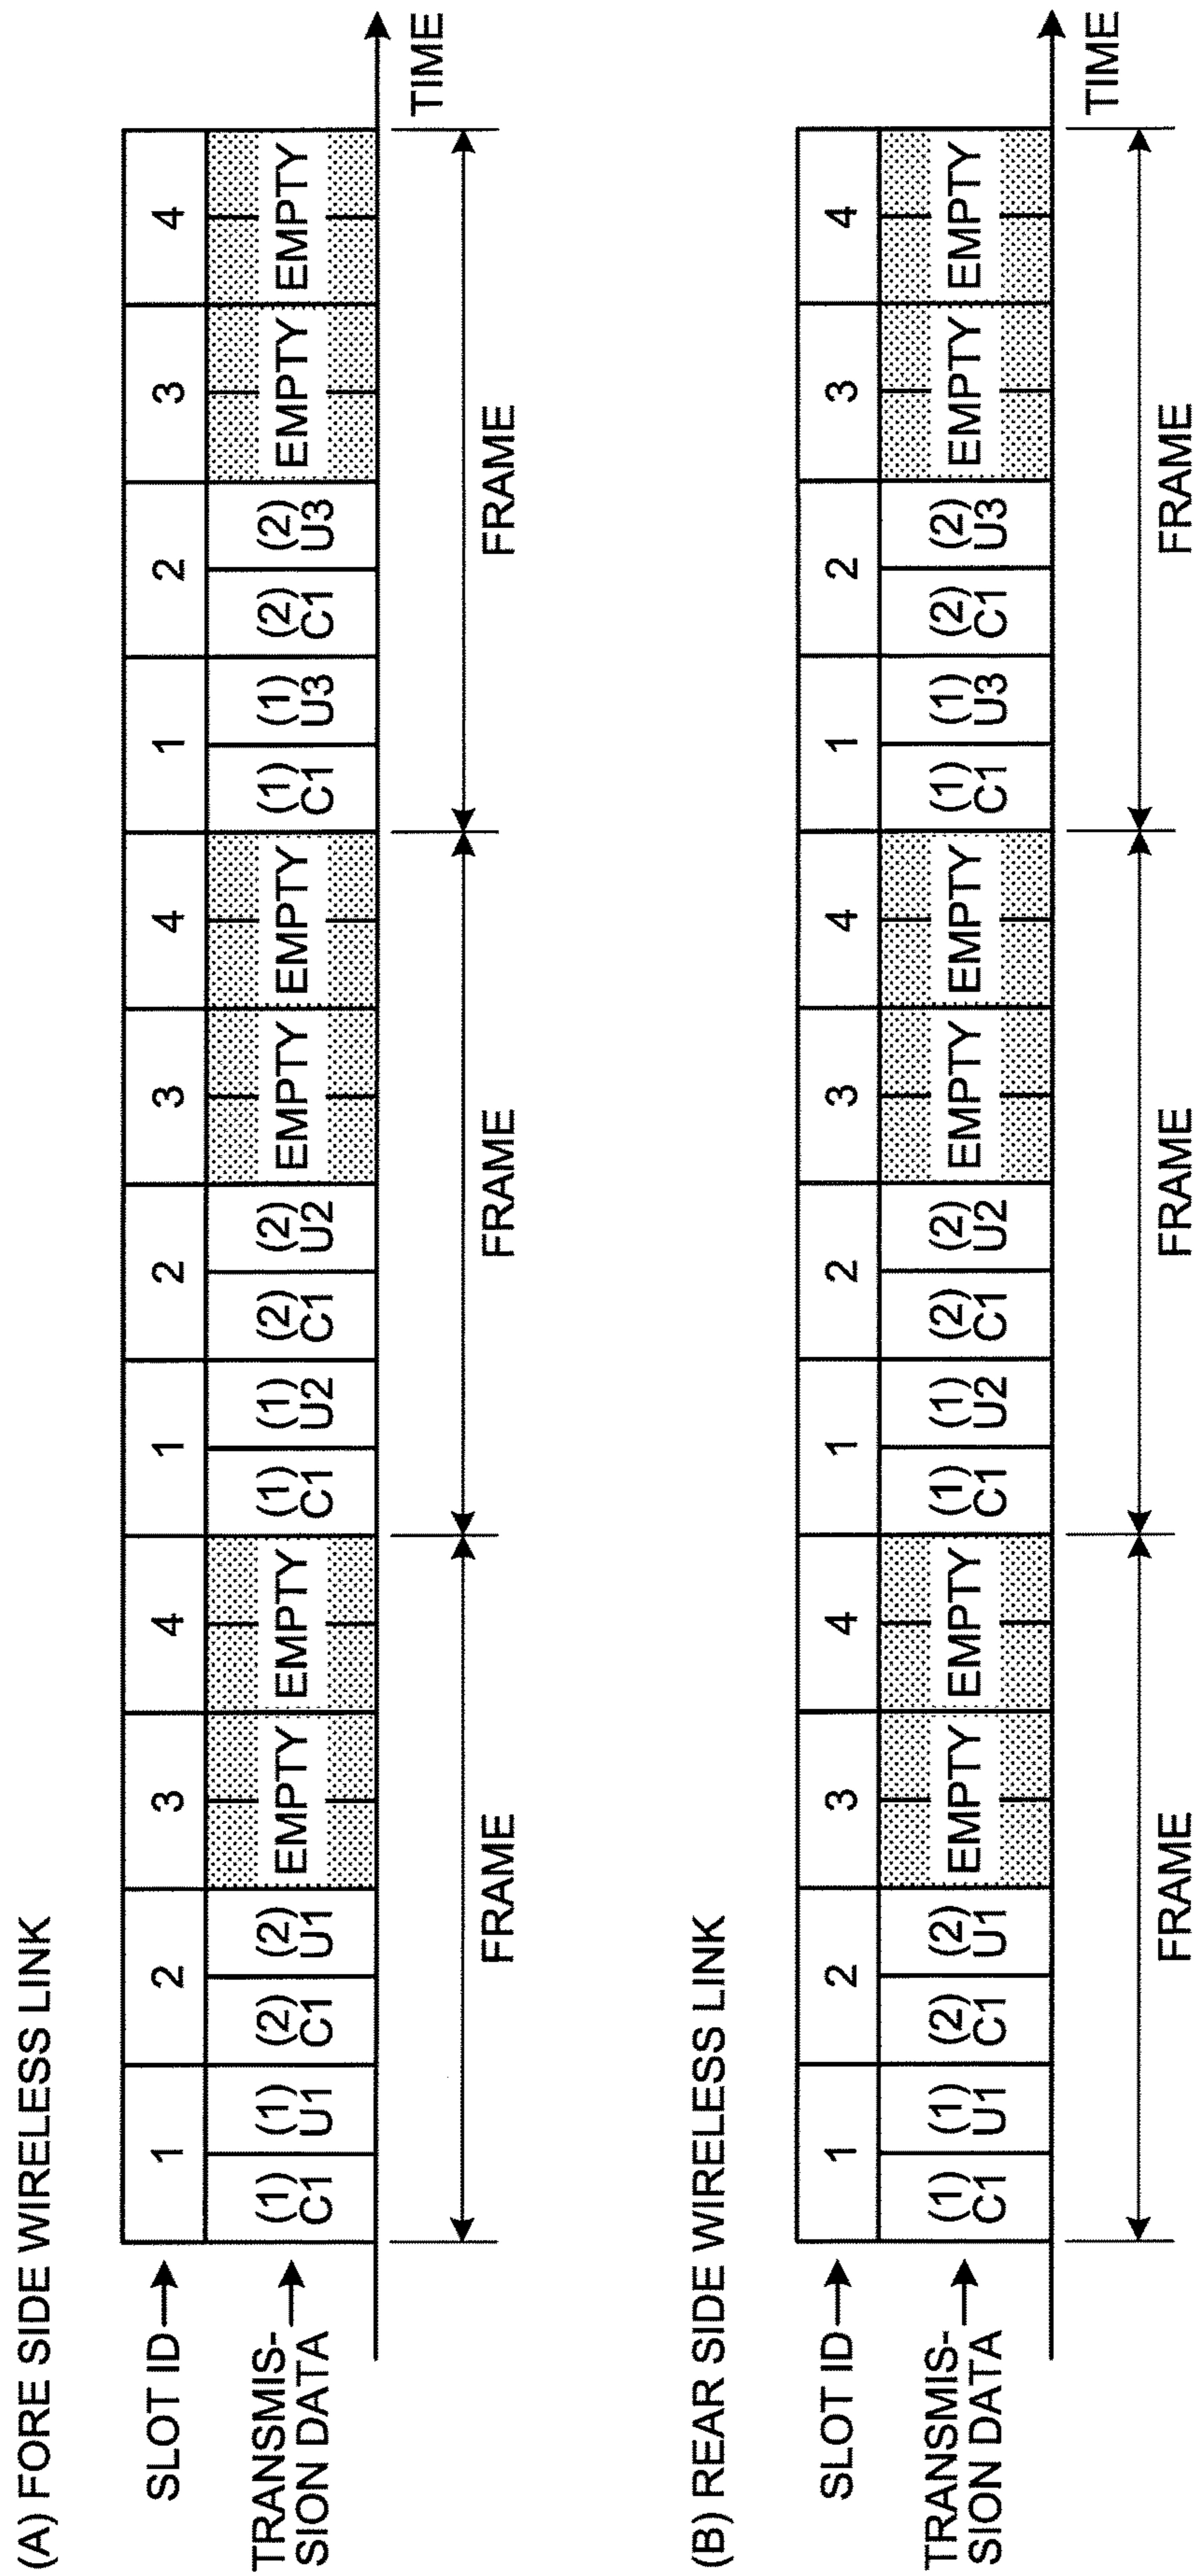 (A) FORE SIDE WIRELESS LINK
SLOT ID 1 2 3 4 1 2 3 4 1 2 3 4
TRANSMIS-
SION DATA
(1) (1) (2) (2) EMPTY EMPTY (1) (1) (2) (2) EMPTY EMPTY (1) (1) (2) (2) EMPTY EMPTY
C1 U1 C1 U1 C1 U2 C1 U2 C1 U3 C1 U3
TIME
FRAME FRAME FRAME
(B) REAR SIDE WIRELESS LINK
SLOT ID 1 2 3 4 1 2 3 4 1 2 3 4
TRANSMIS-
SION DATA
(1) (1) (2) (2) EMPTY EMPTY (1) (1) (2) (2) EMPTY EMPTY (1) (1) (2) (2) EMPTY EMPTY
C1 U1 C1 U1 C1 U2 C1 U2 C1 U3 C1 U3
TIME
FRAME FRAME FRAME